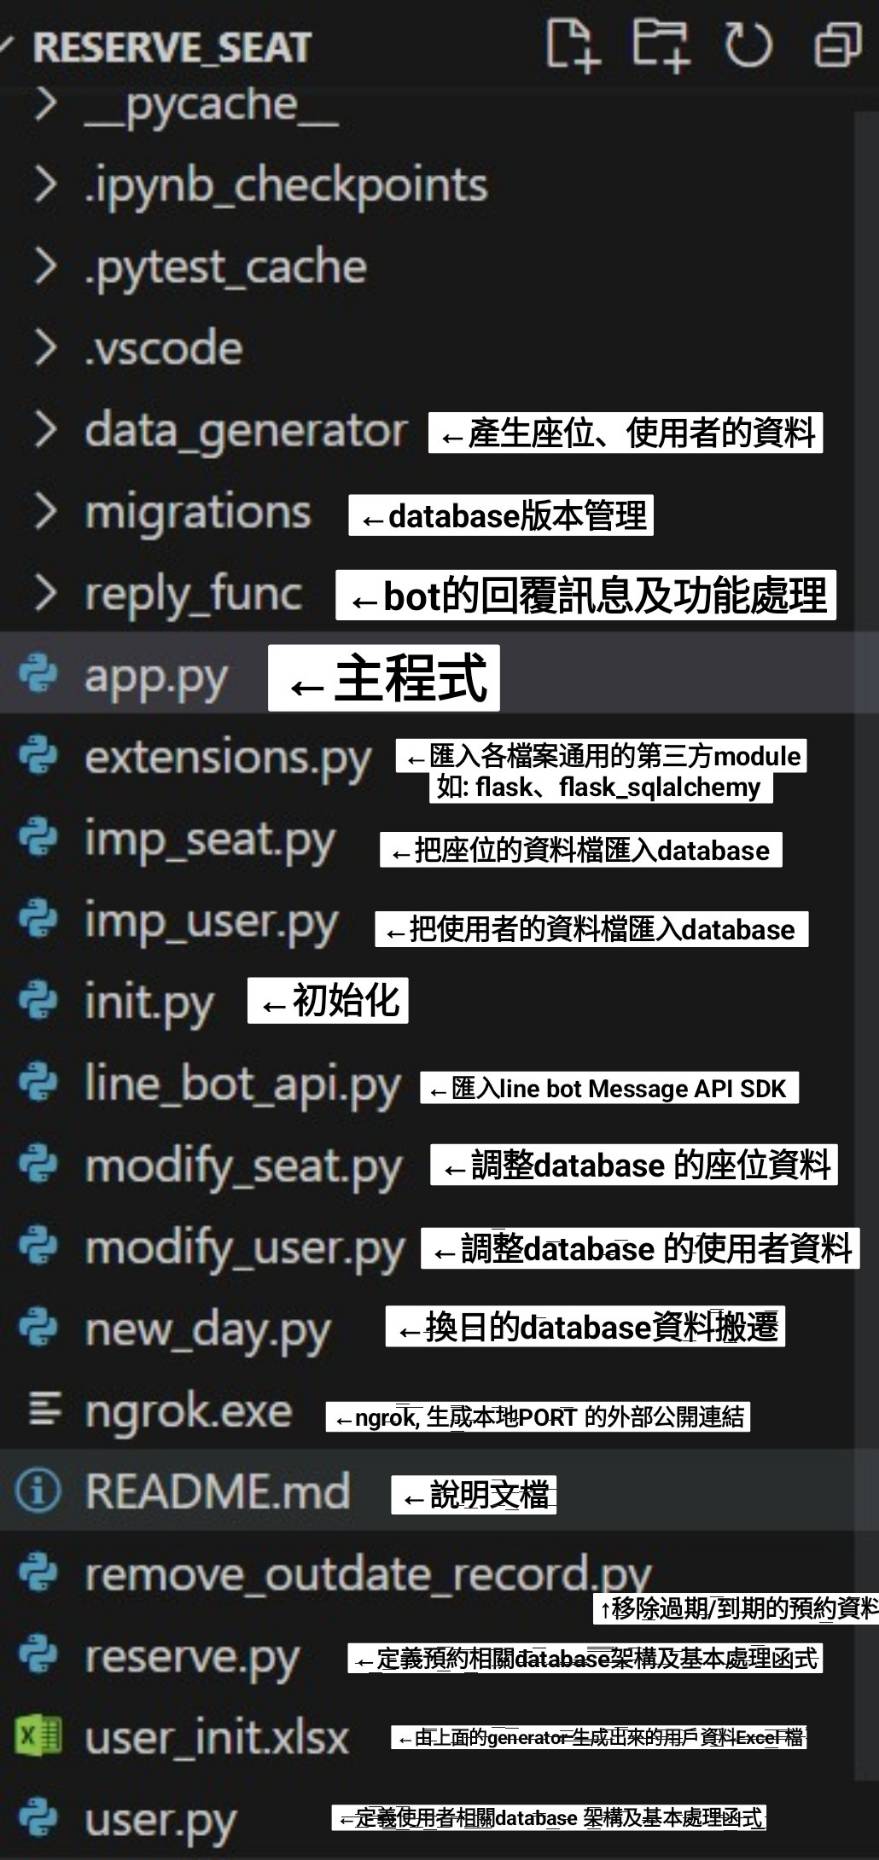 RESERVE_SEAT
__pycache__
.ipynb_checkpoints
.pytest_cache
.vscode
data_generator ←產生座位、使用者的資料
migrations ←database版本管理
reply_func ←bot的回覆訊息及功能處理
app.py ←主程式
extensions.py ←匯入各檔案通用的第三方module
如: flask、flask_sqlalchemy
imp_seat.py ←把座位的資料檔匯入database
imp_user.py ←把使用者的資料檔匯入database
init.py ←初始化
line_bot_api.py ←匯入line bot Message API SDK
modify_seat.py ←調整database 的座位資料
modify_user.py ←調整database 的使用者資料
new_day.py ←換日的database資料搬遷
ngrok.exe ←ngrok, 生成本地PORT 的外部公開連結
README.md ←說明文檔
remove_outdate_record.py
↑移除過期/到期的預約資料
reserve.py ←定義預約相關database架構及基本處理函式
user_init.xlsx ←由上面的generator生成出來的用戶資料Excel 檔
user.py ←定義使用者相關database 架構及基本處理函式